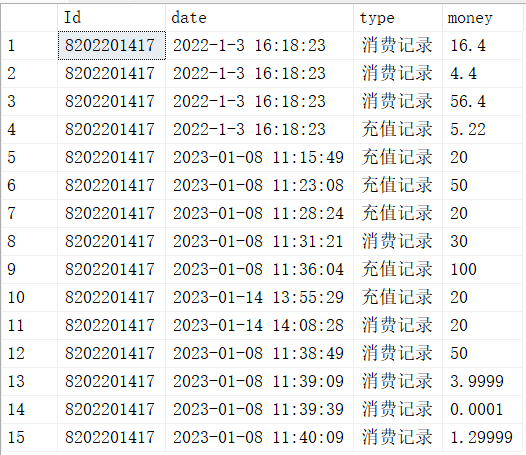 Id date type money
1 8202201417 2022-1-3 16:18:23 消费记录 16.4
2 8202201417 2022-1-3 16:18:23 消费记录 4.4
3 8202201417 2022-1-3 16:18:23 消费记录 56.4
4 8202201417 2022-1-3 16:18:23 充值记录 5.22
5 8202201417 2023-01-08 11:15:49 充值记录 20
6 8202201417 2023-01-08 11:23:08 充值记录 50
7 8202201417 2023-01-08 11:28:24 充值记录 20
8 8202201417 2023-01-08 11:31:21 消费记录 30
9 8202201417 2023-01-08 11:36:04 充值记录 100
10 8202201417 2023-01-14 13:55:29 充值记录 20
11 8202201417 2023-01-14 14:08:28 消费记录 20
12 8202201417 2023-01-08 11:38:49 消费记录 50
13 8202201417 2023-01-08 11:39:09 消费记录 3.9999
14 8202201417 2023-01-08 11:39:39 消费记录 0.0001
15 8202201417 2023-01-08 11:40:09 消费记录 1.29999